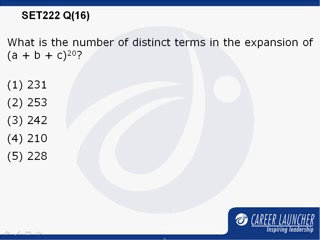 SET222 Q(16)
What is the number of distinct terms in the expansion of
(a + b + c)²⁰?
(1) 231
(2) 253
(3) 242
(4) 210
(5) 228
CAREER LAUNCHER
Inspiring leadership